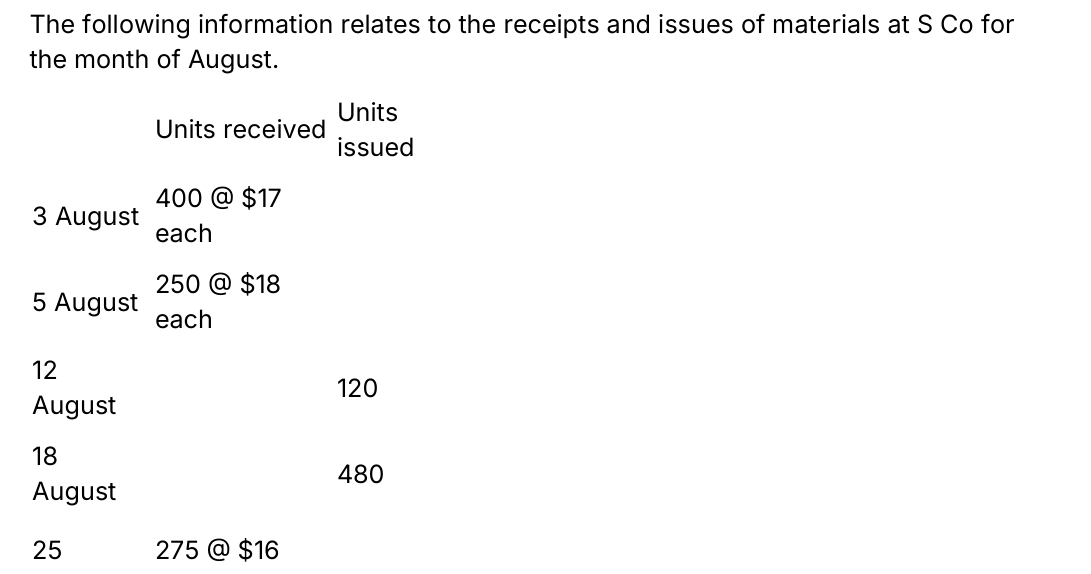 The following information relates to the receipts and issues of materials at S Co for
the month of August.
Units received
Units
issued
3 August
400 @ $17
each
5 August
250 @ $18
each
12
August
120
18
August
480
25
275 @ $16